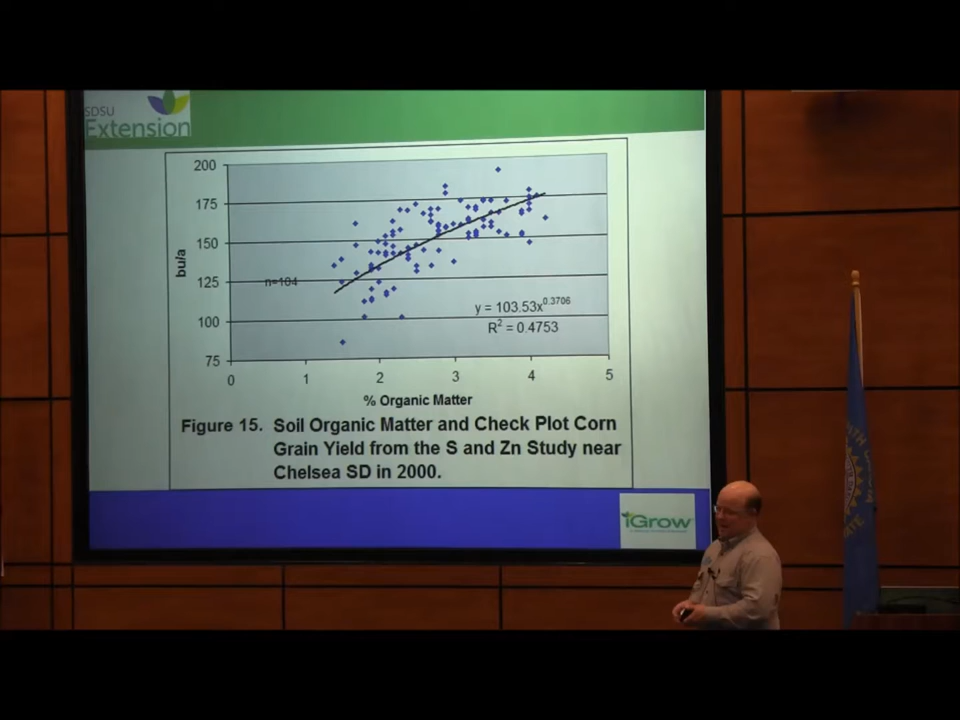 SDSU
Extension
200
175
150
125
100
75
bu/a
n=104
y = 103.53x^0.3706
R² = 0.4753
0 1 2 3 4 5
% Organic Matter
Figure 15. Soil Organic Matter and Check Plot Corn
Grain Yield from the S and Zn Study near
Chelsea SD in 2000.
iGrow